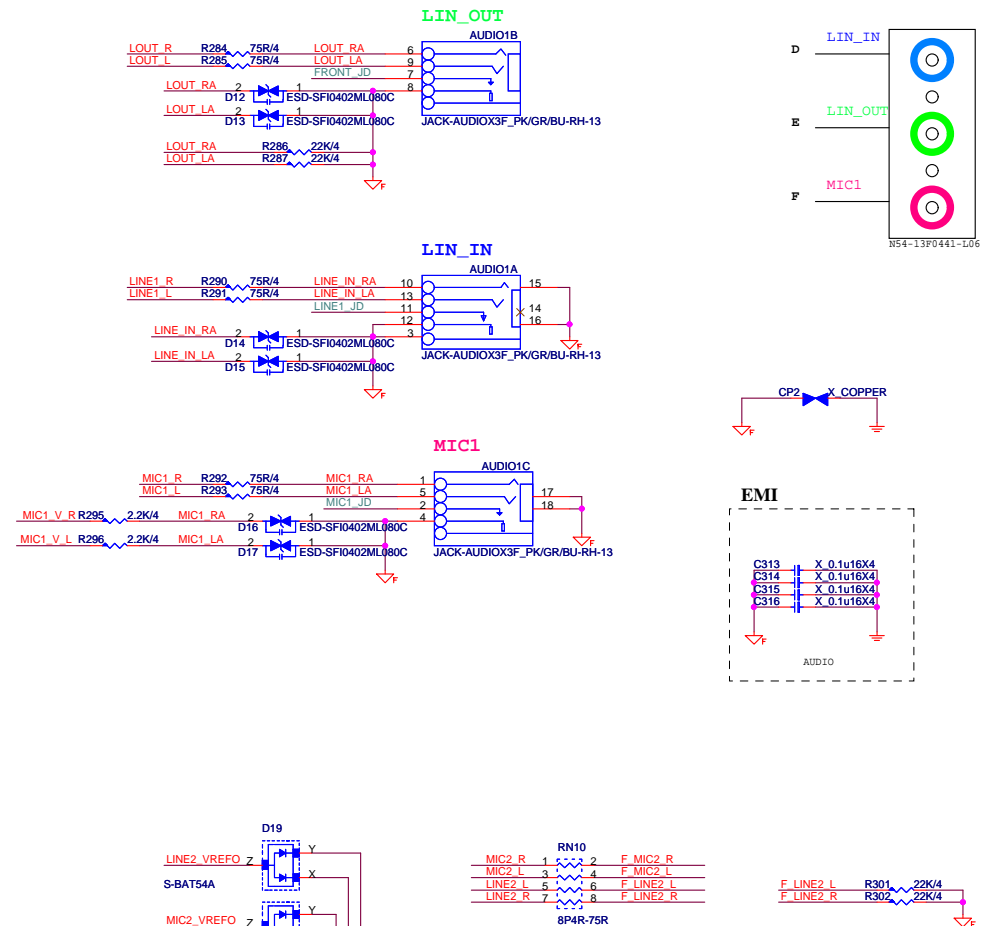 LIN_OUT
AUDIO1B
LOUT_R R284 75R/4 LOUT_RA 6
LOUT_L R285 75R/4 LOUT_LA 9
FRONT_JD 7
LOUT_RA 2 1 8
D12 ESD-SFI0402ML080C
LOUT_LA 2 1
D13 ESD-SFI0402ML080C
JACK-AUDIOX3F_PK/GR/BU-RH-13
LOUT_RA R286 22K/4
LOUT_LA R287 22K/4
F
D LIN_IN
E LIN_OUT
F MIC1
N54-13F0441-L06
LIN_IN
AUDIO1A
LINE1_R R290 75R/4 LINE_IN_RA 10 15
LINE1_L R291 75R/4 LINE_IN_LA 13
LINE1_JD 11 14
12 16
LINE_IN_RA 2 1 3
D14 ESD-SFI0402ML080C
F
LINE_IN_LA 2 1
D15 ESD-SFI0402ML080C
JACK-AUDIOX3F_PK/GR/BU-RH-13
F
CP2 X_COPPER
F
MIC1
AUDIO1C
MIC1_R R292 75R/4 MIC1_RA 1
MIC1_L R293 75R/4 MIC1_LA 5 17
MIC1_JD 2 18
MIC1_V_R R295 2.2K/4 MIC1_RA 2 1 4
D16 ESD-SFI0402ML080C
MIC1_V_L R296 2.2K/4 MIC1_LA 2 1
F
D17 ESD-SFI0402ML080C
JACK-AUDIOX3F_PK/GR/BU-RH-13
F
EMI
C313 X_0.1u16X4
C314 X_0.1u16X4
C315 X_0.1u16X4
C316 X_0.1u16X4
F
AUDIO
D19
LINE2_VREFO Z Y
X
S-BAT54A
MIC2_VREFO Z Y
RN10
MIC2_R 1 2 F_MIC2_R
MIC2_L 3 4 F_MIC2_L
LINE2_L 5 6 F_LINE2_L
LINE2_R 7 8 F_LINE2_R
8P4R-75R
F_LINE2_L R301 22K/4
F_LINE2_R R302 22K/4
F